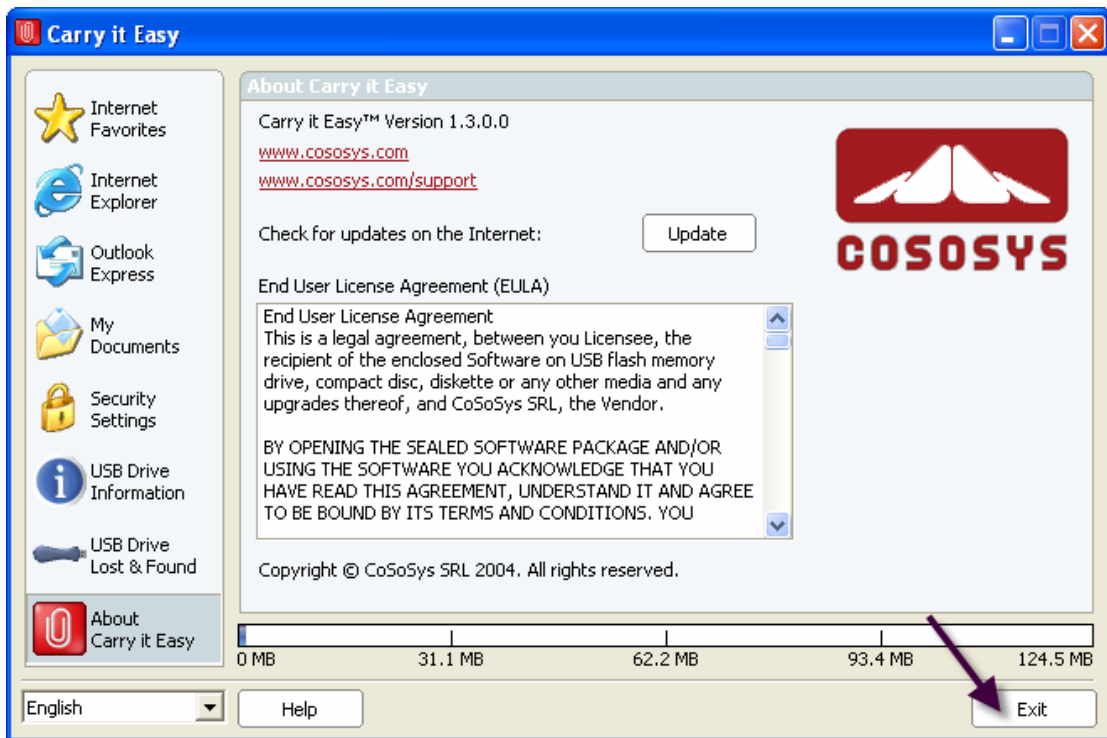 Carry it Easy
Internet
Favorites
Internet
Explorer
Outlook
Express
My
Documents
Security
Settings
USB Drive
Information
USB Drive
Lost & Found
About
Carry it Easy
About Carry it Easy
Carry it Easy™ Version 1.3.0.0
www.cososys.com
www.cososys.com/support
Check for updates on the Internet:
Update
COSOSYS
End User License Agreement (EULA)
End User License Agreement
This is a legal agreement, between you Licensee, the
recipient of the enclosed Software on USB flash memory
drive, compact disc, diskette or any other media and any
upgrades thereof, and CoSoSys SRL, the Vendor.
BY OPENING THE SEALED SOFTWARE PACKAGE AND/OR
USING THE SOFTWARE YOU ACKNOWLEDGE THAT YOU
HAVE READ THIS AGREEMENT, UNDERSTAND IT AND AGREE
TO BE BOUND BY ITS TERMS AND CONDITIONS. YOU
Copyright © CoSoSys SRL 2004. All rights reserved.
0 MB 31.1 MB 62.2 MB 93.4 MB 124.5 MB
English
Help
Exit